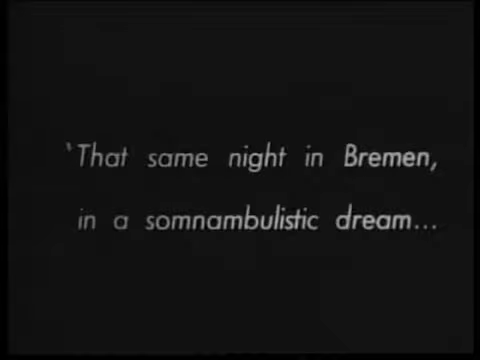 ‘That same night in Bremen,
in a somnambulistic dream...